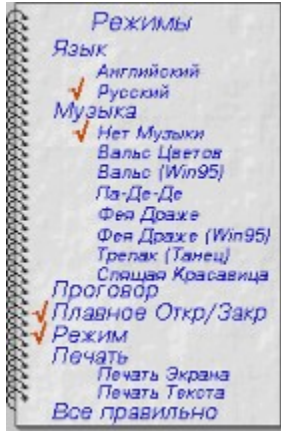 Режимы
Язык
Английский
Русский
Музыка
Нет Музыки
Вальс Цветов
Вальс (Win95)
Ла-Де-Де
Фея Драже
Фея Драже (Win95)
Трепак (Танец)
Спящая Красавица
Проговор
Плавное Откр/Закр
Режим
Печать
Печать Экрана
Печать Текста
Все правильно